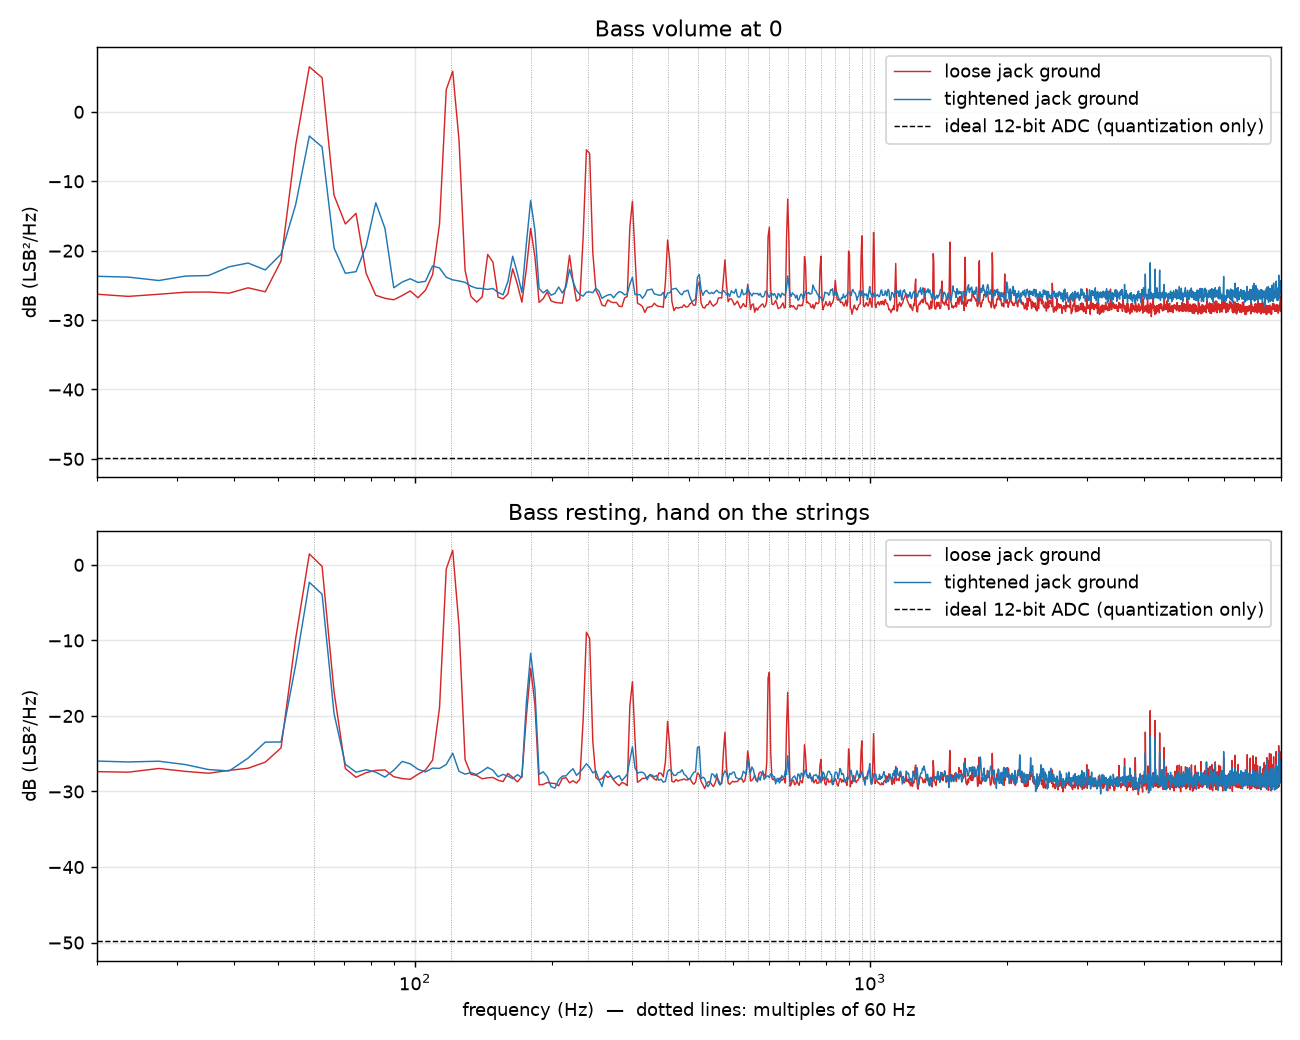 Bass volume at 0
dB (LSB²/Hz)
0
−10
−20
−30
−40
−50
loose jack ground
tightened jack ground
ideal 12-bit ADC (quantization only)
Bass resting, hand on the strings
dB (LSB²/Hz)
0
−10
−20
−30
−40
−50
loose jack ground
tightened jack ground
ideal 12-bit ADC (quantization only)
10² 10³
frequency (Hz) — dotted lines: multiples of 60 Hz